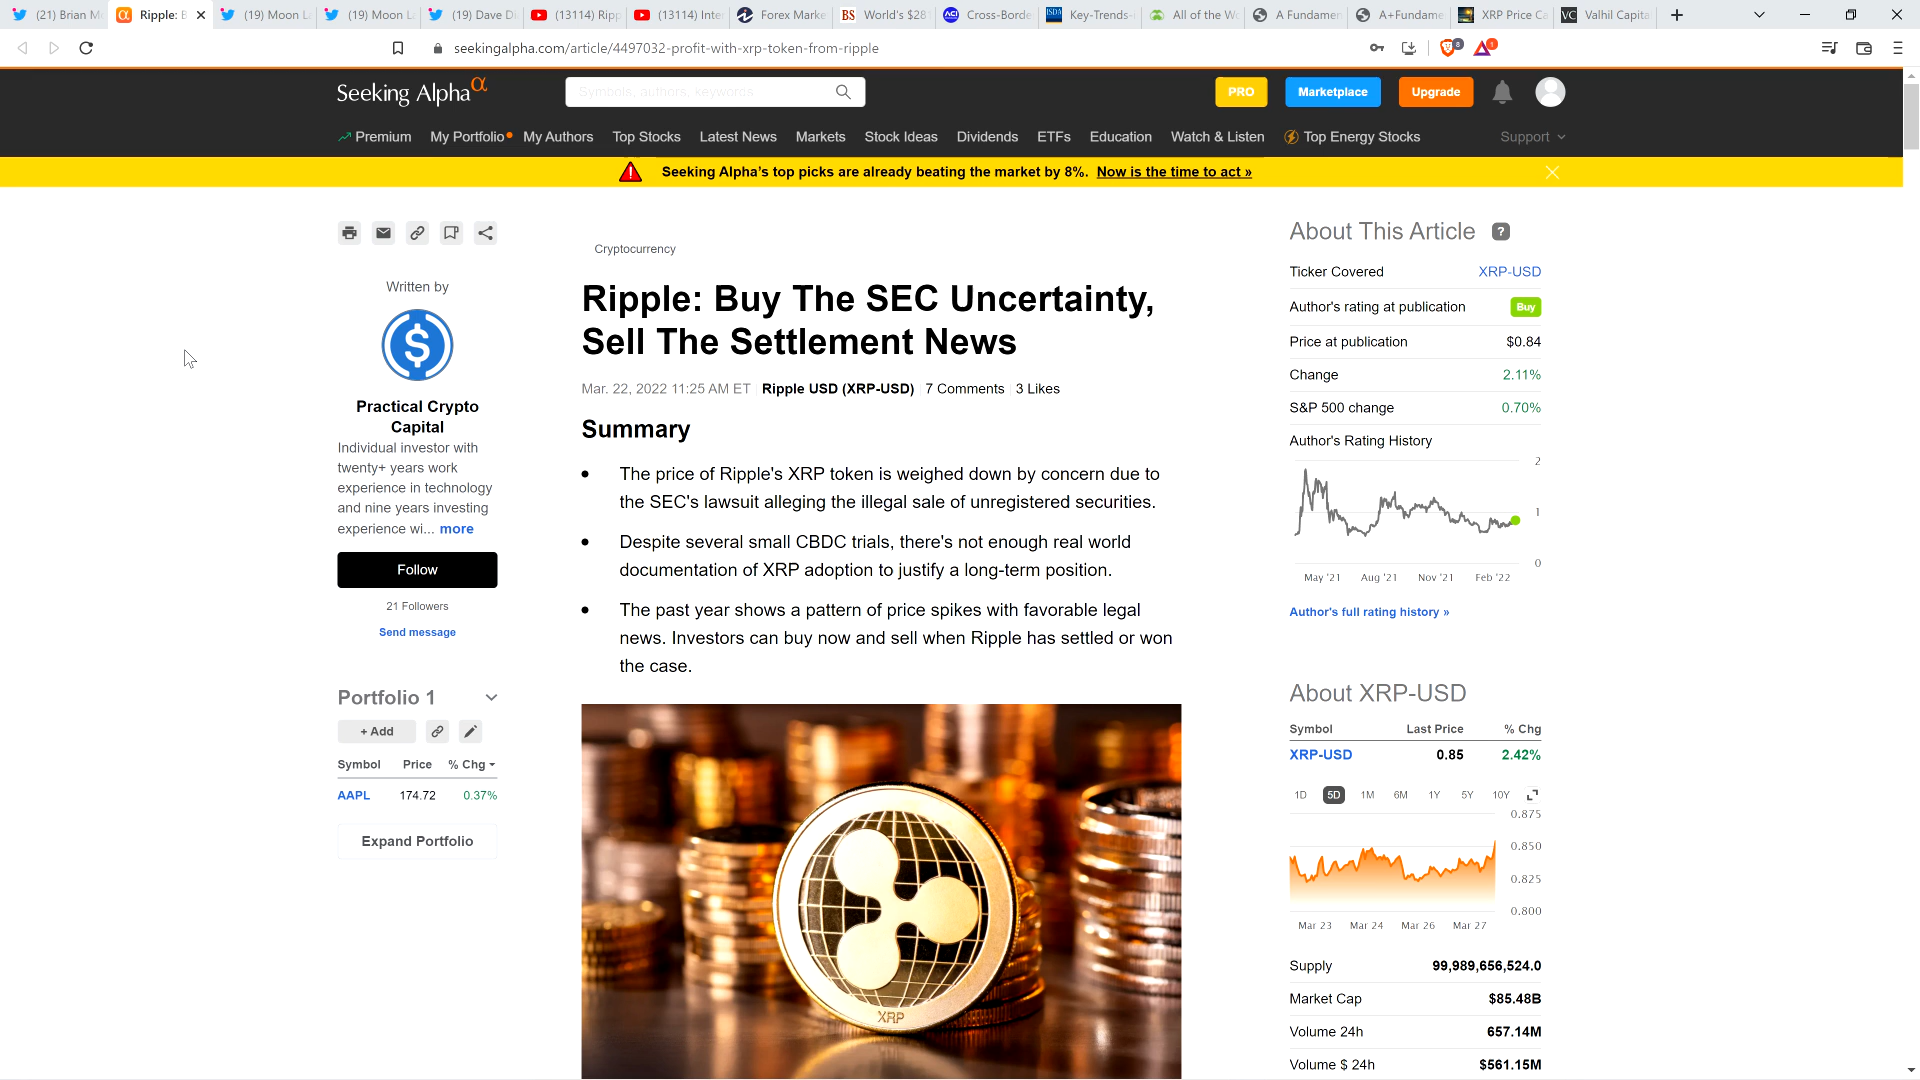 (21) Brian M
Ripple: B
(19) Moon L
(19) Moon L
(19) Dave Di
(13114) Ripp
(13114) Inte
Forex Marke
World's $28
Cross-Borde
Key-Trends-
All of the Wo
A Fundamen
A+Fundame
XRP Price Ca
Valhil Capita
seekingalpha.com/article/4497032-profit-with-xrp-token-from-ripple
Seeking Alpha α
Symbols, authors, keywords
PRO
Marketplace
Upgrade
Premium
My Portfolio
My Authors
Top Stocks
Latest News
Markets
Stock Ideas
Dividends
ETFs
Education
Watch & Listen
Top Energy Stocks
Support
Seeking Alpha's top picks are already beating the market by 8%. Now is the time to act »
Written by
Practical Crypto
Capital
Individual investor with
twenty+ years work
experience in technology
and nine years investing
experience wi... more
Follow
21 Followers
Send message
Portfolio 1
+ Add
Symbol Price % Chg
AAPL 174.72 0.37%
Expand Portfolio
Cryptocurrency
Ripple: Buy The SEC Uncertainty,
Sell The Settlement News
Mar. 22, 2022 11:25 AM ET Ripple USD (XRP-USD) 7 Comments 3 Likes
Summary
The price of Ripple's XRP token is weighed down by concern due to
the SEC's lawsuit alleging the illegal sale of unregistered securities.
Despite several small CBDC trials, there's not enough real world
documentation of XRP adoption to justify a long-term position.
The past year shows a pattern of price spikes with favorable legal
news. Investors can buy now and sell when Ripple has settled or won
the case.
XRP
About This Article ?
Ticker Covered XRP-USD
Author's rating at publication Buy
Price at publication $0.84
Change 2.11%
S&P 500 change 0.70%
Author's Rating History
2
1
0
May '21 Aug '21 Nov '21 Feb '22
Author's full rating history »
About XRP-USD
Symbol Last Price % Chg
XRP-USD 0.85 2.42%
1D 5D 1M 6M 1Y 5Y 10Y
0.875
0.850
0.825
0.800
Mar 23 Mar 24 Mar 26 Mar 27
Supply 99,989,656,524.0
Market Cap $85.48B
Volume 24h 657.14M
Volume $ 24h $561.15M